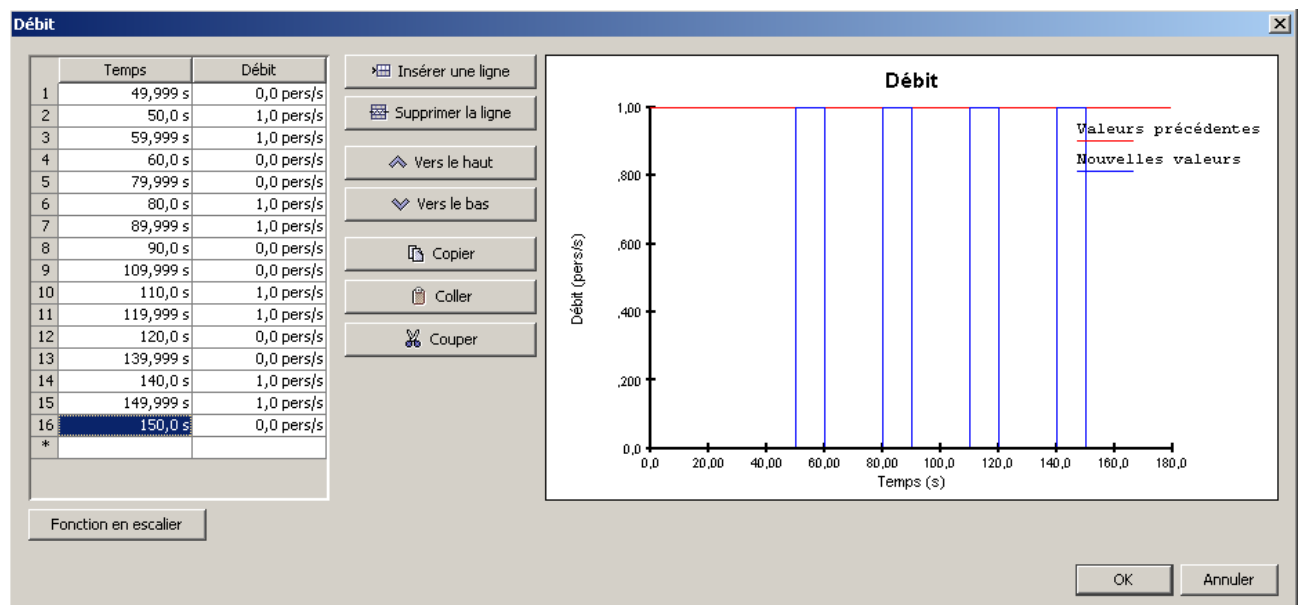 Débit
Temps Débit
1 49,999 s 0,0 pers/s
2 50,0 s 1,0 pers/s
3 59,999 s 1,0 pers/s
4 60,0 s 0,0 pers/s
5 79,999 s 0,0 pers/s
6 80,0 s 1,0 pers/s
7 89,999 s 1,0 pers/s
8 90,0 s 0,0 pers/s
9 109,999 s 0,0 pers/s
10 110,0 s 1,0 pers/s
11 119,999 s 1,0 pers/s
12 120,0 s 0,0 pers/s
13 139,999 s 0,0 pers/s
14 140,0 s 1,0 pers/s
15 149,999 s 1,0 pers/s
16 150,0 s 0,0 pers/s
*
Fonction en escalier
Insérer une ligne
Supprimer la ligne
Vers le haut
Vers le bas
Copier
Coller
Couper
Débit
Valeurs précédentes
Nouvelles valeurs
Débit (pers/s)
1,00
,800
,600
,400
,200
0,0
0,0 20,00 40,00 60,00 80,00 100,0 120,0 140,0 160,0 180,0
Temps (s)
OK Annuler